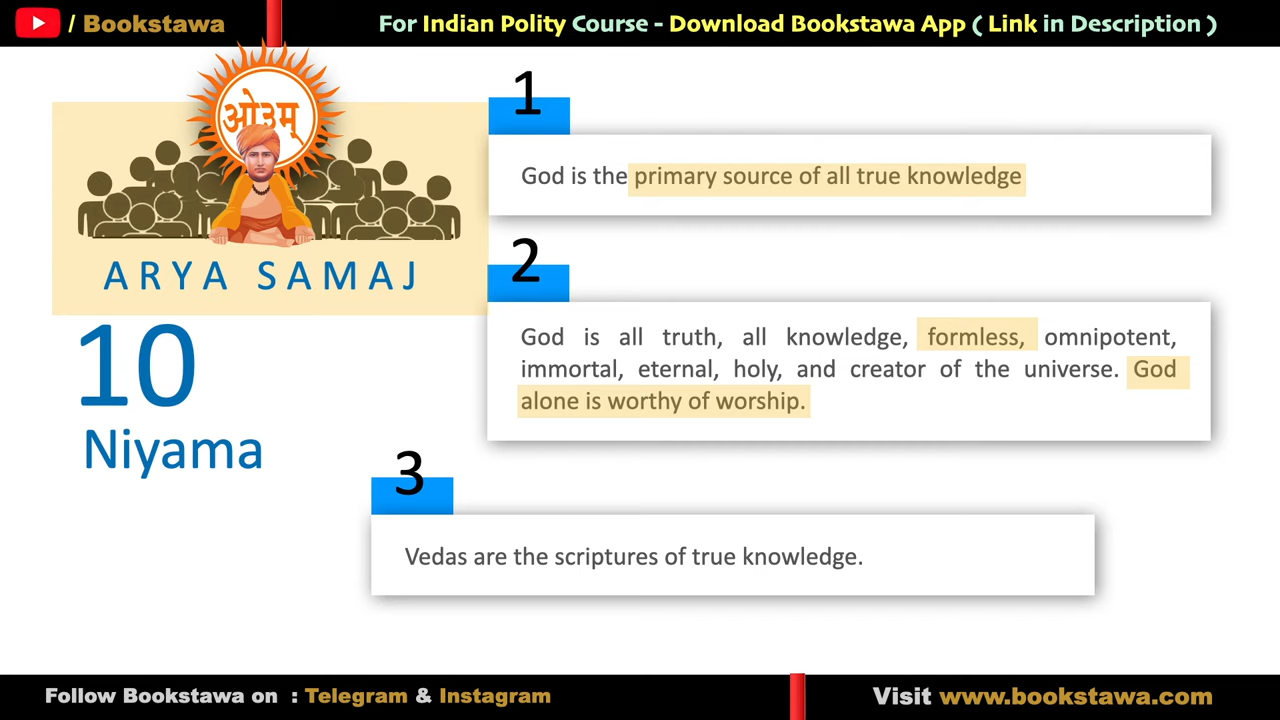 / Bookstawa
For Indian Polity Course - Download Bookstawa App ( Link in Description )
ओ३म्
ARYA SAMAJ
10
Niyama
1
God is the primary source of all true knowledge
2
God is all truth, all knowledge, formless, omnipotent,
immortal, eternal, holy, and creator of the universe. God
alone is worthy of worship.
3
Vedas are the scriptures of true knowledge.
Follow Bookstawa on : Telegram & Instagram
Visit www.bookstawa.com